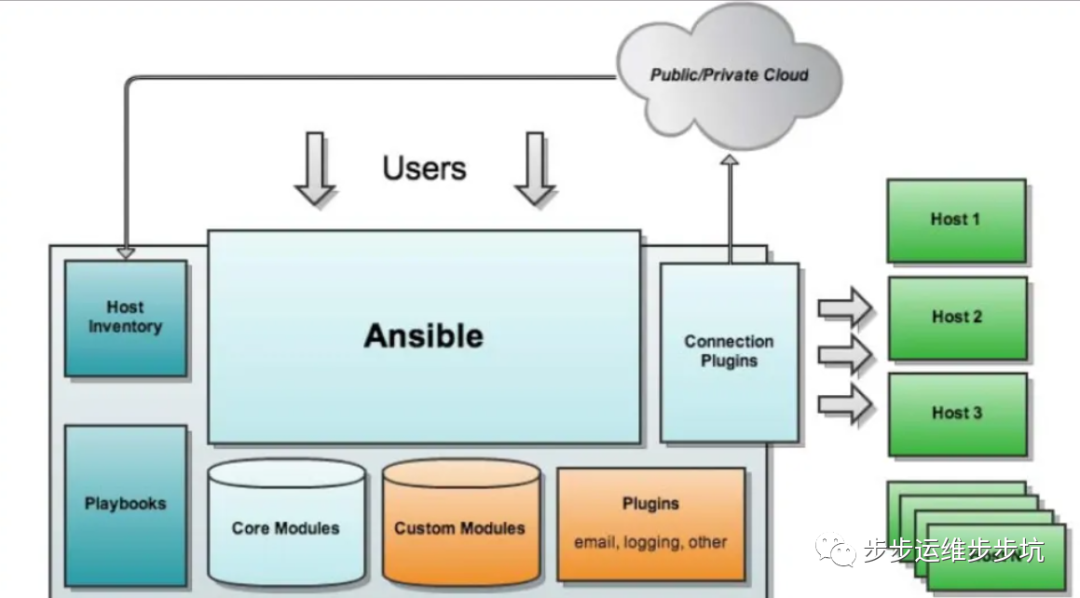 Public/Private Cloud
Users
Host 1
Host
Inventory
Ansible
Connection
Plugins
Host 2
Host 3
Playbooks
Core Modules
Custom Modules
Plugins
email, logging, other
步步运维步步坑